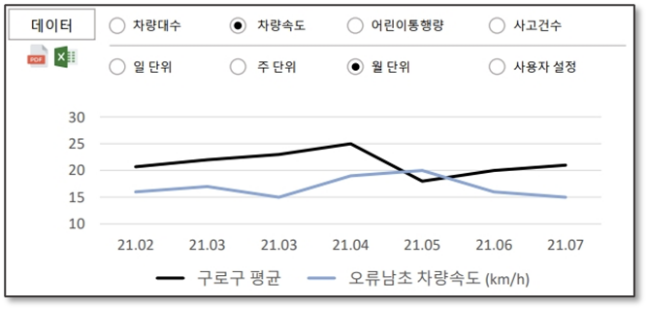 데이터 차량대수 차량속도 어린이통행량 사고건수
PDF X 일 단위 주 단위 월 단위 사용자 설정
30
25
20
15
10
21.02 21.03 21.03 21.04 21.05 21.06 21.07
구로구 평균 오류남초 차량속도 (km/h)